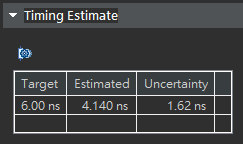 Timing Estimate
Target Estimated Uncertainty
6.00 ns 4.140 ns 1.62 ns